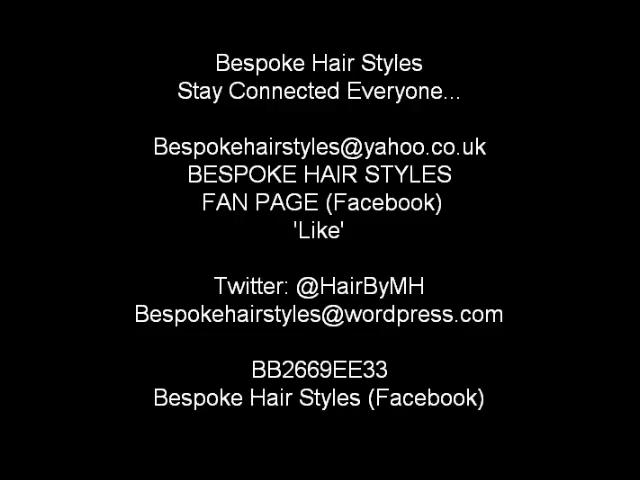 Bespoke Hair Styles
Stay Connected Everyone...
Bespokehairstyles@yahoo.co.uk
BESPOKE HAIR STYLES
FAN PAGE (Facebook)
'Like'
Twitter: @HairByMH
Bespokehairstyles@wordpress.com
BB2669EE33
Bespoke Hair Styles (Facebook)